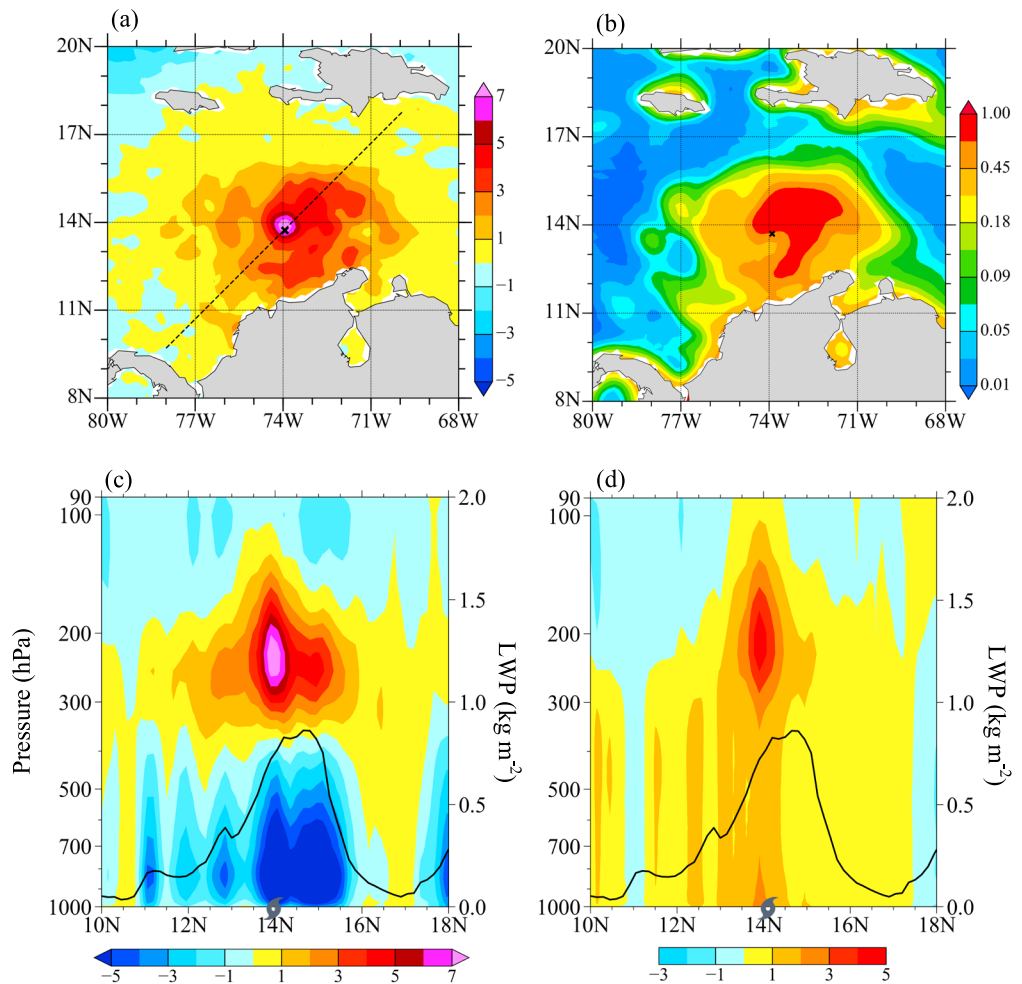 (a)
(b)
20N
17N
14N
11N
8N
80W 77W 74W 71W 68W
7
5
3
1
−1
−3
−5
20N
17N
14N
11N
8N
80W 77W 74W 71W 68W
1.00
0.45
0.18
0.09
0.05
0.01
(c)
(d)
Pressure (hPa)
90
100
200
300
500
700
1000
10N 12N 14N 16N 18N
2.0
1.5
1.0
0.5
0.0
LWP (kg m⁻²)
−5 −3 −1 1 3 5 7
90
100
200
300
500
700
1000
10N 12N 14N 16N 18N
2.0
1.5
1.0
0.5
0.0
LWP (kg m⁻²)
−3 −1 1 3 5